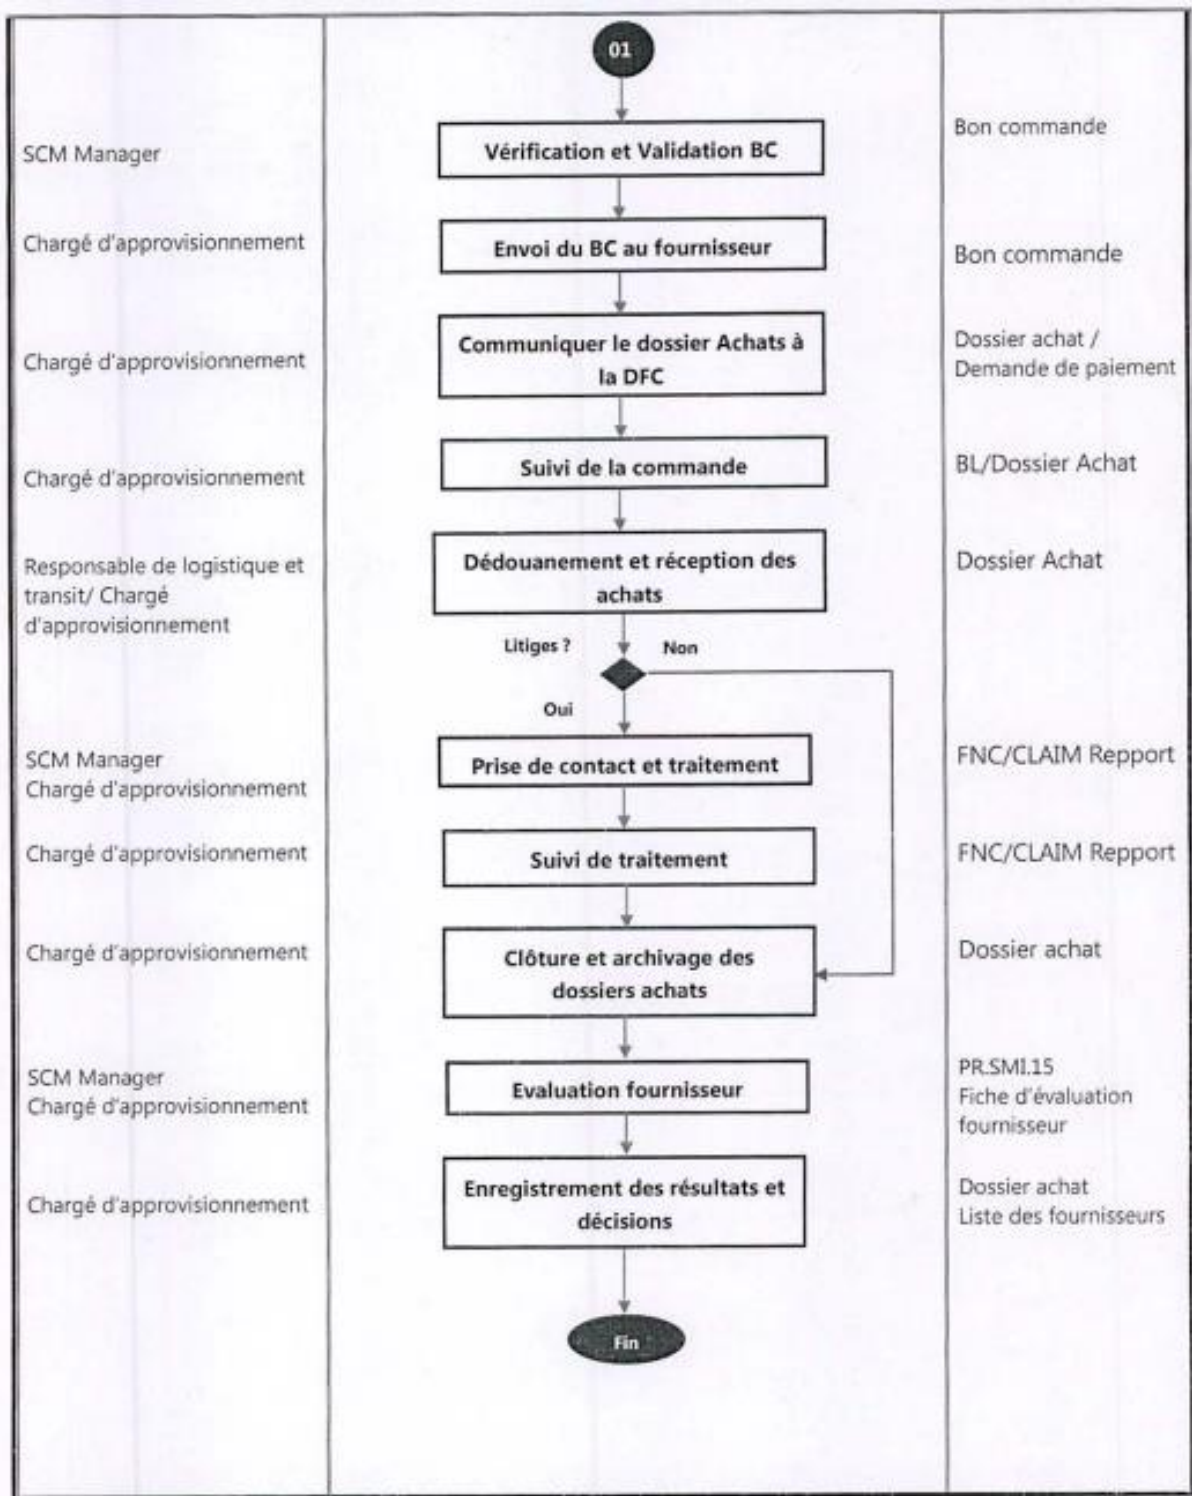 01
SCM Manager
Vérification et Validation BC
Bon commande
Chargé d'approvisionnement
Envoi du BC au fournisseur
Bon commande
Chargé d'approvisionnement
Communiquer le dossier Achats à
la DFC
Dossier achat /
Demande de paiement
Chargé d'approvisionnement
Suivi de la commande
BL/Dossier Achat
Responsable de logistique et
transit/ Chargé
d'approvisionnement
Dédouanement et réception des
achats
Dossier Achat
Litiges ?
Non
Oui
SCM Manager
Chargé d'approvisionnement
Prise de contact et traitement
FNC/CLAIM Repport
Chargé d'approvisionnement
Suivi de traitement
FNC/CLAIM Repport
Chargé d'approvisionnement
Clôture et archivage des
dossiers achats
Dossier achat
SCM Manager
Chargé d'approvisionnement
Evaluation fournisseur
PR.SMI.15
Fiche d'évaluation
fournisseur
Chargé d'approvisionnement
Enregistrement des résultats et
décisions
Dossier achat
Liste des fournisseurs
Fin